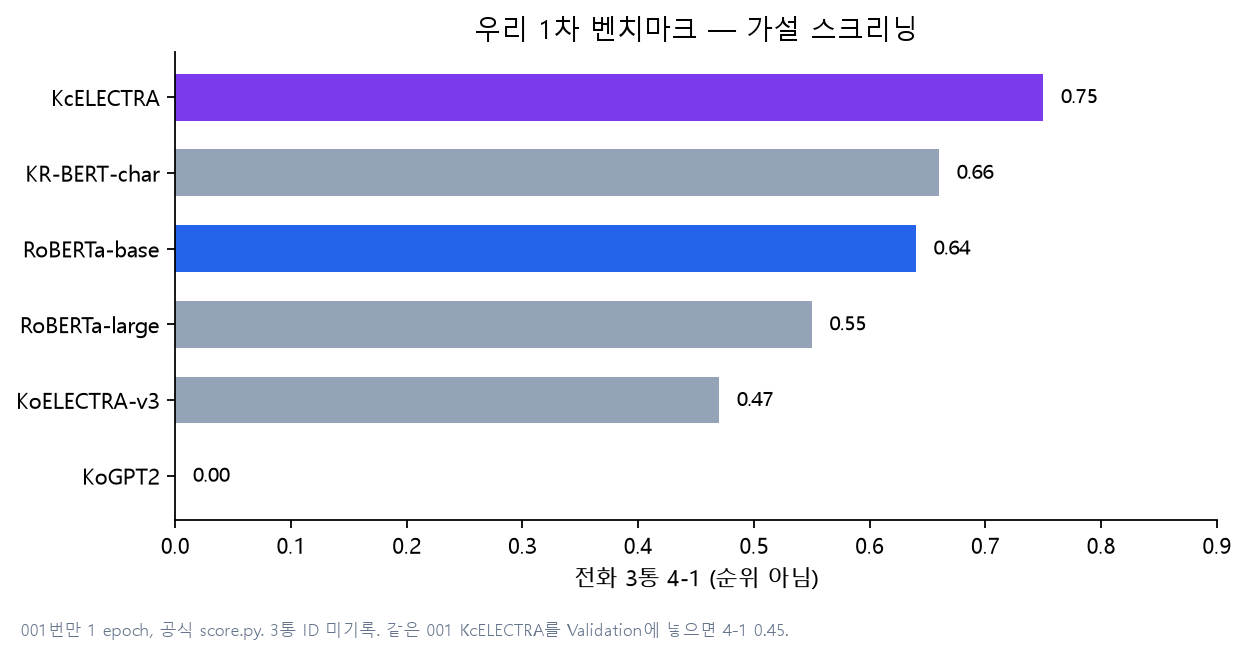 우리 1차 벤치마크 — 가설 스크리닝
KcELECTRA 0.75
KR-BERT-char 0.66
RoBERTa-base 0.64
RoBERTa-large 0.55
KoELECTRA-v3 0.47
KoGPT2 0.00
0.0 0.1 0.2 0.3 0.4 0.5 0.6 0.7 0.8 0.9
전화 3통 4-1 (순위 아님)
001번만 1 epoch, 공식 score.py. 3통 ID 미기록. 같은 001 KcELECTRA를 Validation에 넣으면 4-1 0.45.